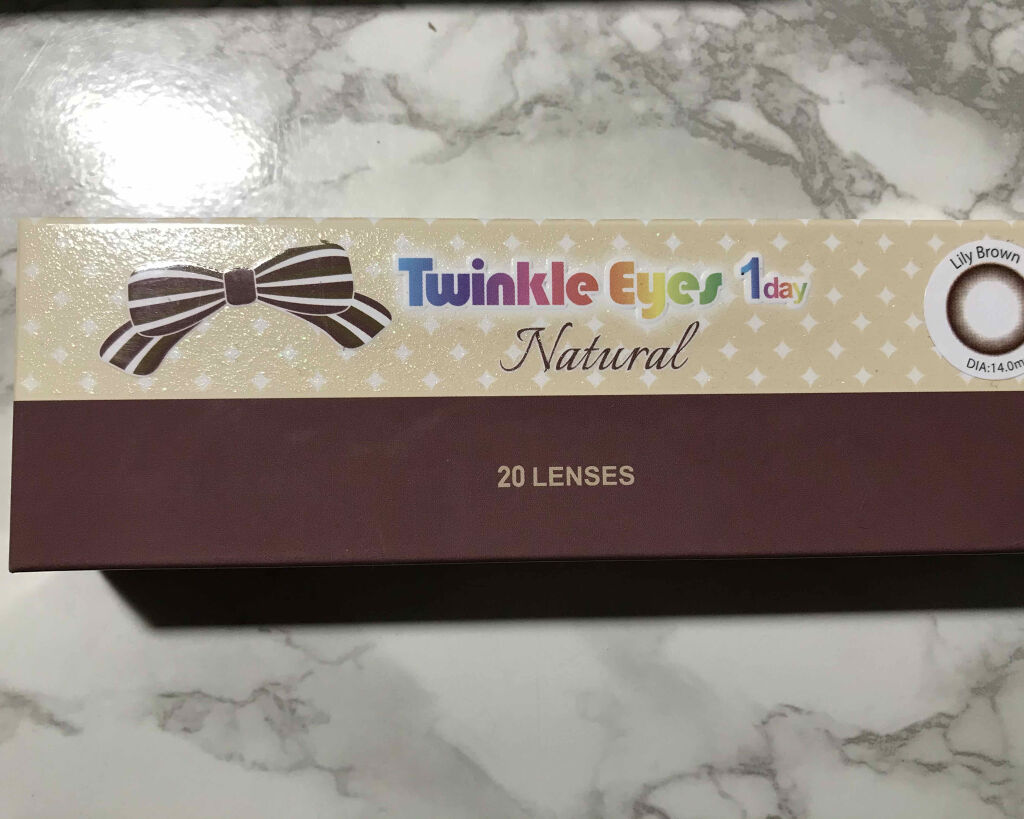 Twinkle Eyes 1day
Natural
Lily Brown
DIA:14.0m
20 LENSES